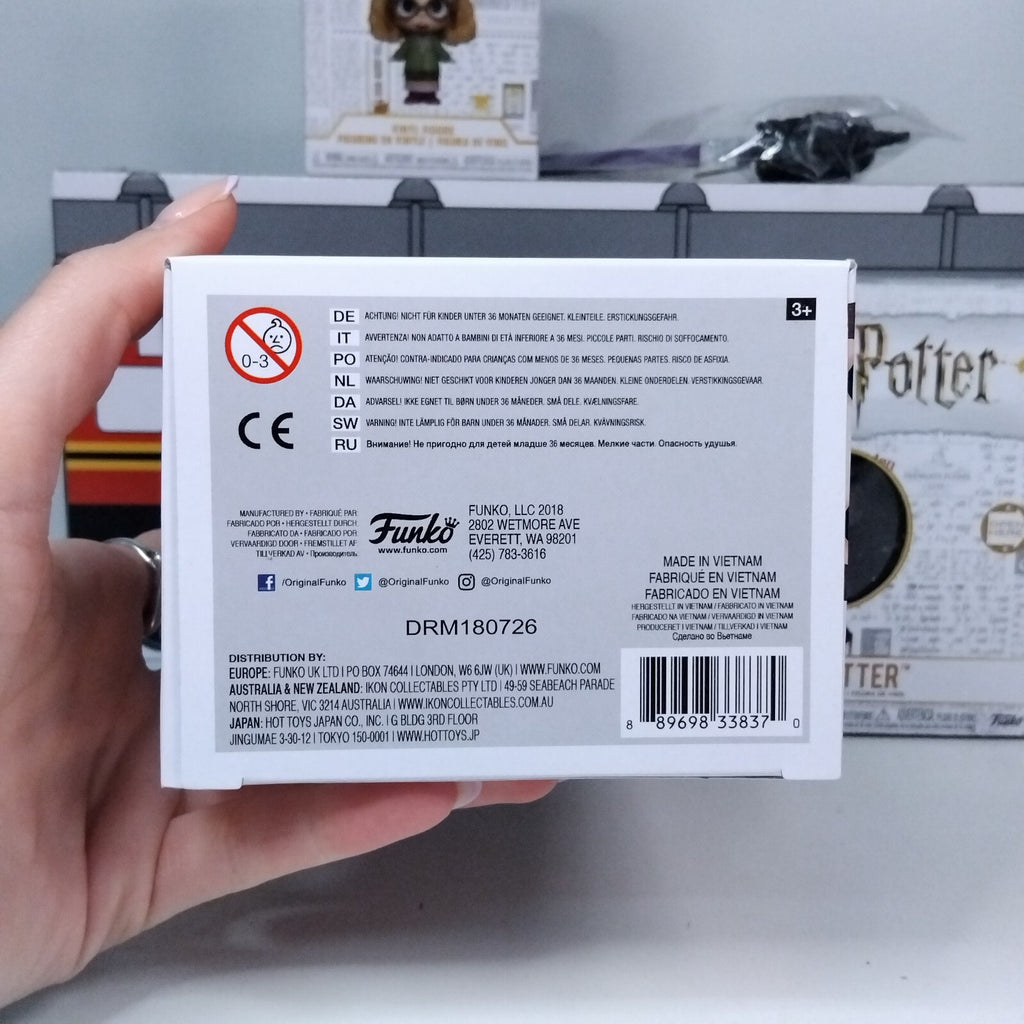 VINYL FIGURE
3+
0-3
DE ACHTUNG! NICHT FÜR KINDER UNTER 36 MONATEN GEEIGNET. KLEINTEILE. ERSTICKUNGSGEFAHR.
IT AVVERTENZA! NON ADATTO A BAMBINI DI ETÀ INFERIORE A 36 MESI. PICCOLE PARTI. RISCHIO DI SOFFOCAMENTO.
PO ATENÇÃO! CONTRA-INDICADO PARA CRIANÇAS COM MENOS DE 36 MESES. PEQUENAS PARTES. RISCO DE ASFIXIA.
NL WAARSCHUWING! NIET GESCHIKT VOOR KINDEREN JONGER DAN 36 MAANDEN. KLEINE ONDERDELEN. VERSTIKKINGSGEVAAR.
DA ADVARSEL! IKKE EGNET TIL BØRN UNDER 36 MÅNEDER. SMÅ DELE. KVÆLNINGSFARE.
SW VARNING! INTE LÄMPLIG FÖR BARN UNDER 36 MÅNADER. SMÅ DELAR. KVÄVNINGSRISK.
RU Внимание! Не пригодно для детей младше 36 месяцев. Мелкие части. Опасность удушья.
CE
MANUFACTURED BY • FABRIQUÉ PAR
FABRICADO POR • HERGESTELLT DURCH
FABBRICATO DA • FABRICADO POR
VERVAARDIGD DOOR • FREMSTILLET AF
TILLVERKAD AV • Производитель:
Funko
www.funko.com
FUNKO, LLC 2018
2802 WETMORE AVE
EVERETT, WA 98201
(425) 783-3616
/OriginalFunko @OriginalFunko @OriginalFunko
DRM180726
MADE IN VIETNAM
FABRIQUÉ EN VIETNAM
FABRICADO EN VIETNAM
HERGESTELLT IN VIETNAM / FABBRICATO IN VIETNAM
FABRICADO NA VIETNAM / VERVAARDIGD IN VIETNAM
PRODUCERET I VIETNAM / TILLVERKAD I VIETNAM
Сделано во Вьетнаме
DISTRIBUTION BY:
EUROPE: FUNKO UK LTD | PO BOX 74644 | LONDON, W6 6JW (UK) | WWW.FUNKO.COM
AUSTRALIA & NEW ZEALAND: IKON COLLECTABLES PTY LTD | 49-59 SEABEACH PARADE
NORTH SHORE, VIC 3214 AUSTRALIA | WWW.IKONCOLLECTABLES.COM.AU
JAPAN: HOT TOYS JAPAN CO., INC. | G BLDG 3RD FLOOR
JINGUMAE 3-30-12 | TOKYO 150-0001 | WWW.HOTTOYS.JP
8 89698 33837 0
Potter
TTER™
Funko